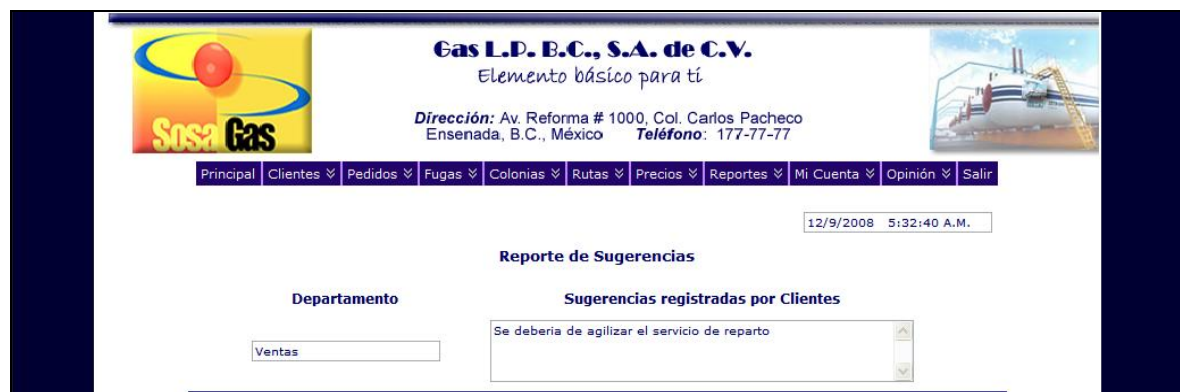 Gas L.P. B.C., S.A. de C.V.
Elemento básico para tí
Sosa Gas
Dirección: Av. Reforma # 1000, Col. Carlos Pacheco
Ensenada, B.C., México Teléfono: 177-77-77
Principal Clientes Pedidos Fugas Colonias Rutas Precios Reportes Mi Cuenta Opinión Salir
12/9/2008 5:32:40 A.M.
Reporte de Sugerencias
Departamento Sugerencias registradas por Clientes
Se deberia de agilizar el servicio de reparto
Ventas